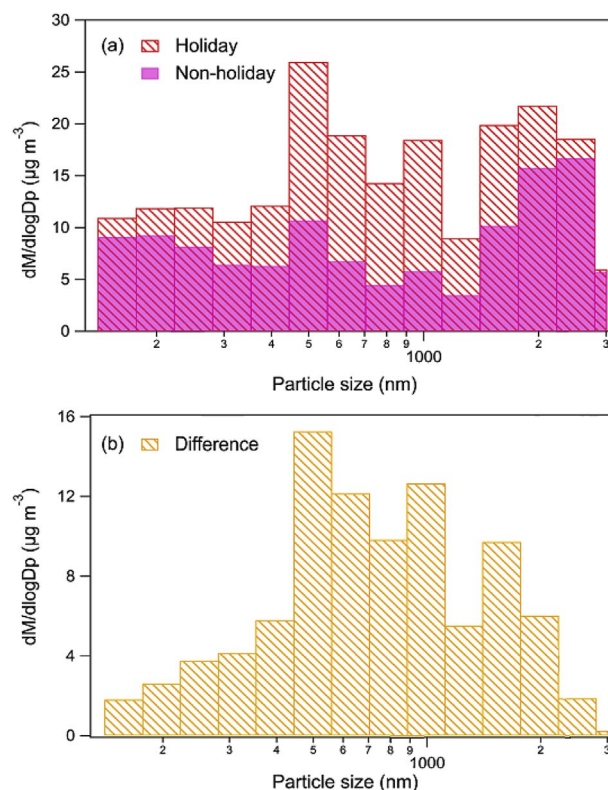 (a)
Holiday
Non-holiday
30
25
20
15
10
5
0
dM/dlogDp (µg m⁻³)
2 3 4 5 6 7 8 9 1000 2 3
Particle size (nm)
(b)
Difference
16
12
8
4
0
dM/dlogDp (µg m⁻³)
2 3 4 5 6 7 8 9 1000 2 3
Particle size (nm)